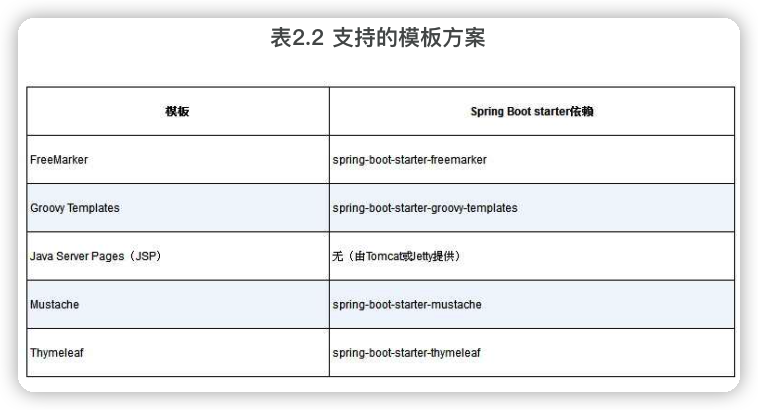 表2.2 支持的模板方案
模板 Spring Boot starter依賴
FreeMarker spring-boot-starter-freemarker
Groovy Templates spring-boot-starter-groovy-templates
Java Server Pages（JSP） 无（由Tomcat或Jetty提供）
Mustache spring-boot-starter-mustache
Thymeleaf spring-boot-starter-thymeleaf